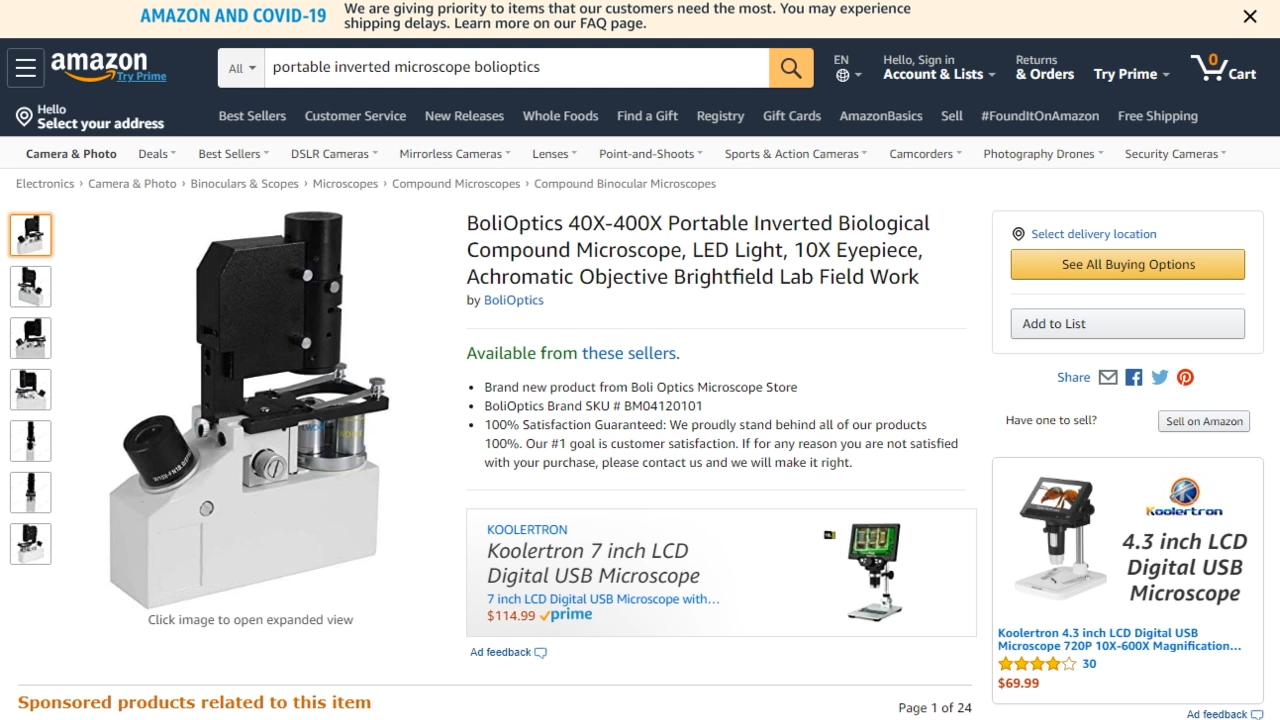 AMAZON AND COVID-19
We are giving priority to items that our customers need the most. You may experience
shipping delays. Learn more on our FAQ page.
amazon
Try Prime
All
portable inverted microscope bolioptics
EN
Hello, Sign in
Account & Lists
Returns
& Orders
Try Prime
0
Cart
Hello
Select your address
Best Sellers
Customer Service
New Releases
Whole Foods
Find a Gift
Registry
Gift Cards
AmazonBasics
Sell
#FoundItOnAmazon
Free Shipping
Camera & Photo
Deals
Best Sellers
DSLR Cameras
Mirrorless Cameras
Lenses
Point-and-Shoots
Sports & Action Cameras
Camcorders
Photography Drones
Security Cameras
Electronics › Camera & Photo › Binoculars & Scopes › Microscopes › Compound Microscopes › Compound Binocular Microscopes
BoliOptics 40X-400X Portable Inverted Biological
Compound Microscope, LED Light, 10X Eyepiece,
Achromatic Objective Brightfield Lab Field Work
by BoliOptics
Available from these sellers.
• Brand new product from Boli Optics Microscope Store
• BoliOptics Brand SKU # BM04120101
• 100% Satisfaction Guaranteed: We proudly stand behind all of our products
100%. Our #1 goal is customer satisfaction. If for any reason you are not satisfied
with your purchase, please contact us and we will make it right.
Click image to open expanded view
KOOLERTRON
Koolertron 7 inch LCD
Digital USB Microscope
7 inch LCD Digital USB Microscope with…
$114.99 prime
Ad feedback
Select delivery location
See All Buying Options
Add to List
Share
Have one to sell?
Sell on Amazon
Koolertron
4.3 inch LCD
Digital USB
Microscope
Koolertron 4.3 inch LCD Digital USB
Microscope 720P 10X-600X Magnification…
30
$69.99
Ad feedback
Sponsored products related to this item
Page 1 of 24